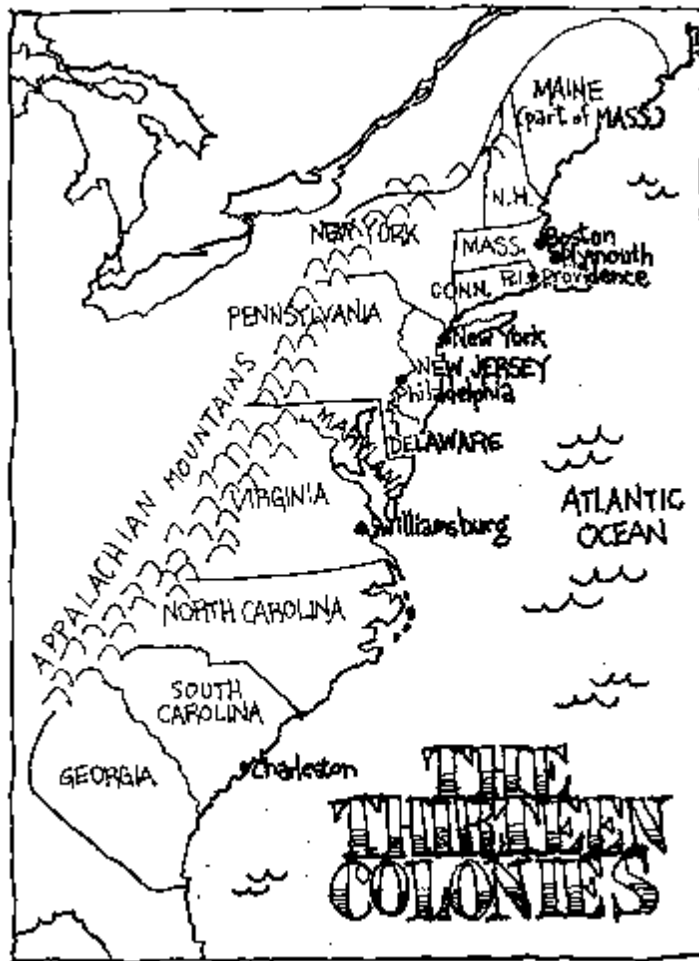 MAINE
(part of MASS.)
N.H.
NEW YORK
MASS.
Boston
Plymouth
CONN.
R.I.
Providence
PENNSYLVANIA
New York
NEW JERSEY
Philadelphia
MARYLAND
DELAWARE
APPALACHIAN MOUNTAINS
VIRGINIA
Williamsburg
ATLANTIC
OCEAN
NORTH CAROLINA
SOUTH
CAROLINA
GEORGIA
Charleston
THE
THIRTEEN
COLONIES